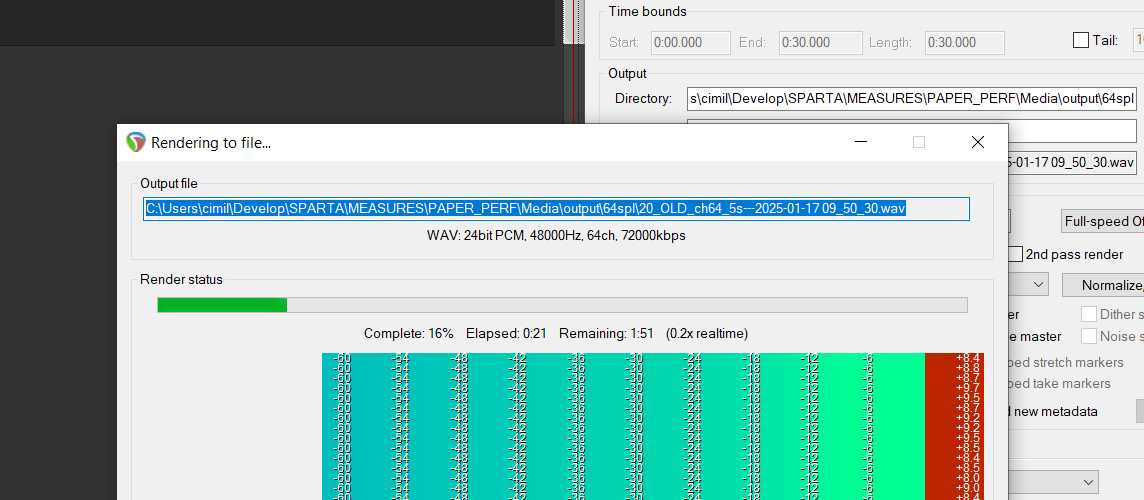 Time bounds
Start: 0:00.000 End: 0:30.000 Length: 0:30.000 Tail:
Output
Directory: s\cimil\Develop\SPARTA\MEASURES\PAPER_PERF\Media\output\64spl
5-01-17 09_50_30.wav
Rendering to file...
Output file
C:\Users\cimil\Develop\SPARTA\MEASURES\PAPER_PERF\Media\output\64spl\20_OLD_ch64_5s---2025-01-17 09_50_30.wav
WAV: 24bit PCM, 48000Hz, 64ch, 72000kbps
Full-speed Of
2nd pass render
Render status
Normalize,
Dither s
e master Noise s
Complete: 16% Elapsed: 0:21 Remaining: 1:51 (0.2x realtime)
ped stretch markers
ped take markers
d new metadata
-60 -54 -48 -42 -36 -30 -24 -18 -12 -6 +8.4
-60 -54 -48 -42 -36 -30 -24 -18 -12 -6 +8.8
-60 -54 -48 -42 -36 -30 -24 -18 -12 -6 +8.7
-60 -54 -48 -42 -36 -30 -24 -18 -12 -6 +9.7
-60 -54 -48 -42 -36 -30 -24 -18 -12 -6 +9.5
-60 -54 -48 -42 -36 -30 -24 -18 -12 -6 +8.7
-60 -54 -48 -42 -36 -30 -24 -18 -12 -6 +9.2
-60 -54 -48 -42 -36 -30 -24 -18 -12 -6 +9.2
-60 -54 -48 -42 -36 -30 -24 -18 -12 -6 +9.5
-60 -54 -48 -42 -36 -30 -24 -18 -12 -6 +8.5
-60 -54 -48 -42 -36 -30 -24 -18 -12 -6 +8.4
-60 -54 -48 -42 -36 -30 -24 -18 -12 -6 +8.5
-60 -54 -48 -42 -36 -30 -24 -18 -12 -6 +8.0
-60 -54 -48 -42 -36 -30 -24 -18 -12 -6 +9.0
-60 -54 -48 -42 -36 -30 -24 -18 -12 -6 +8.4